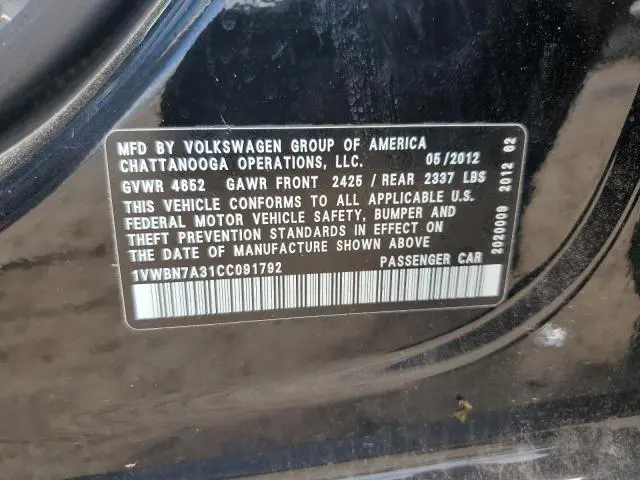 MFD BY VOLKSWAGEN GROUP OF AMERICA
CHATTANOOGA OPERATIONS, LLC. 05/2012
GVWR 4652 GAWR FRONT 2425 / REAR 2337 LBS
THIS VEHICLE CONFORMS TO ALL APPLICABLE U.S.
FEDERAL MOTOR VEHICLE SAFETY, BUMPER AND
THEFT PREVENTION STANDARDS IN EFFECT ON
THE DATE OF MANUFACTURE SHOWN ABOVE
1VWBN7A31CC091792 PASSENGER CAR
2020009 2012 62